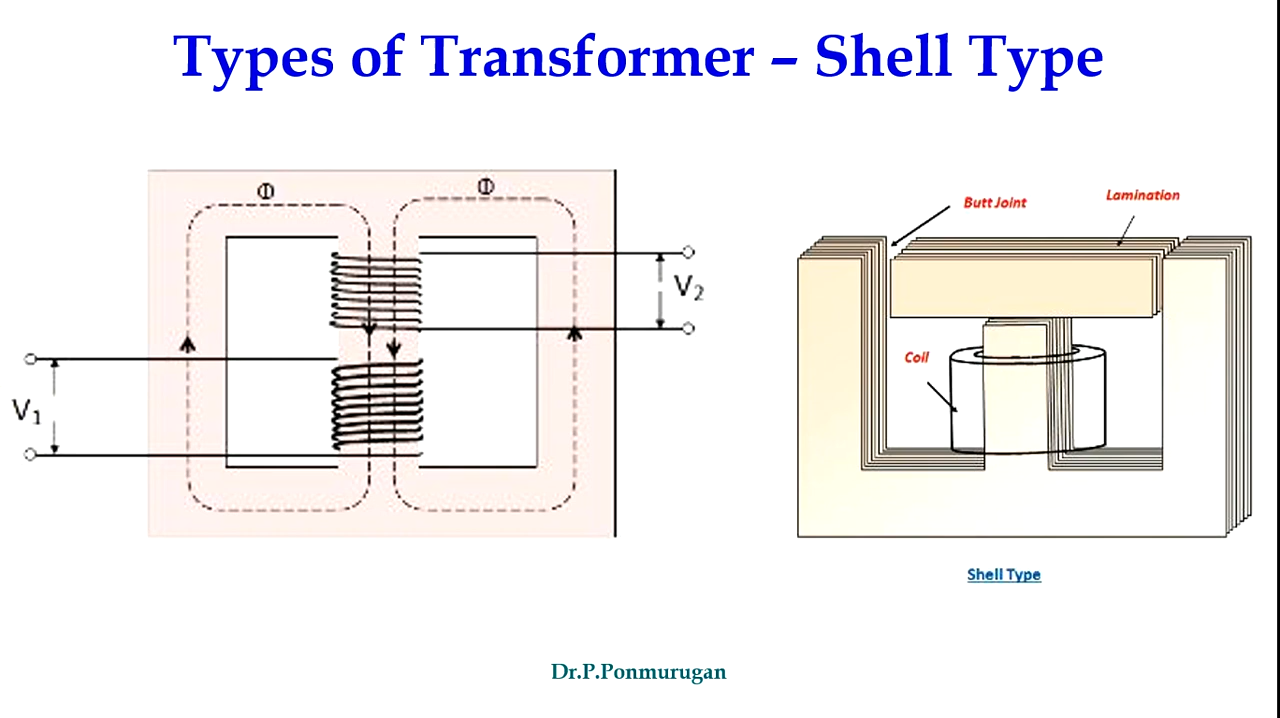 Types of Transformer – Shell Type
Φ
Φ
V2
V1
Butt Joint
Lamination
Coil
Shell Type
Dr.P.Ponmurugan